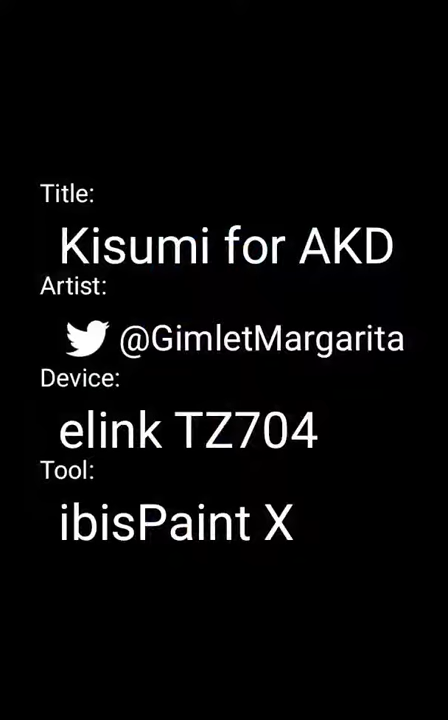 Title:
Kisumi for AKD
Artist:
@GimletMargarita
Device:
elink TZ704
Tool:
ibisPaint X